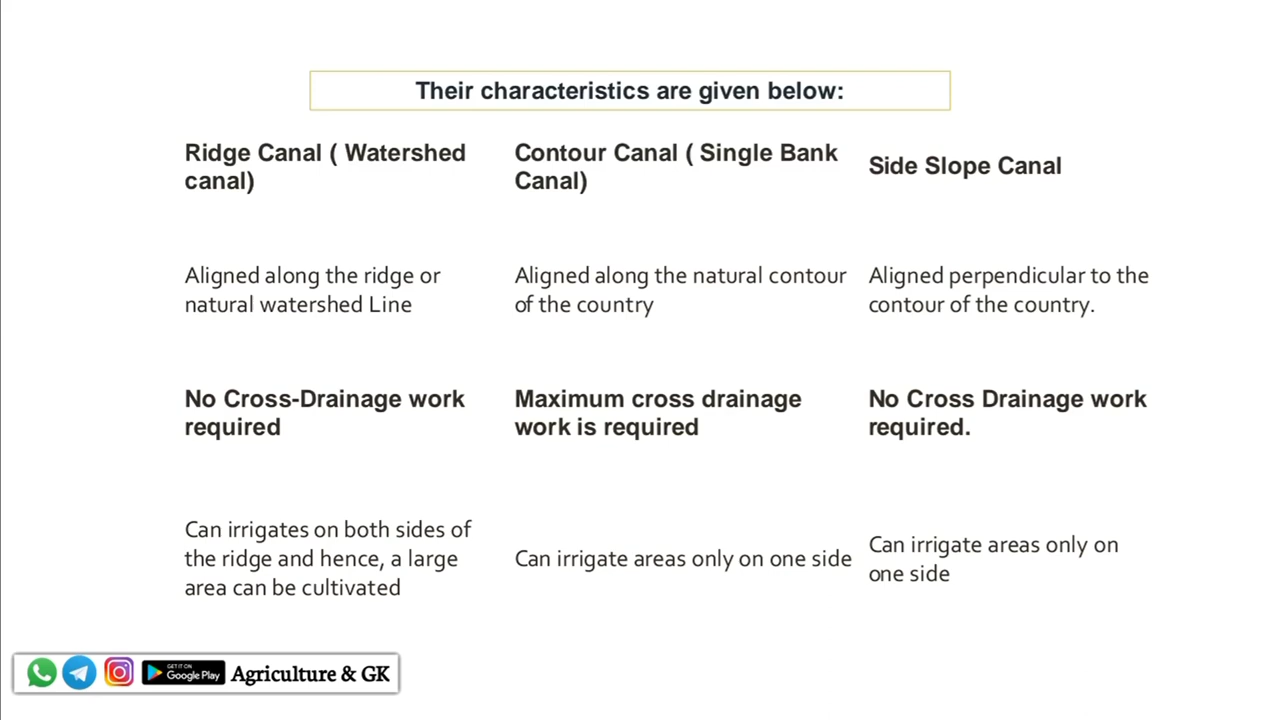 Their characteristics are given below:
Ridge Canal ( Watershed
canal)
Contour Canal ( Single Bank
Canal)
Side Slope Canal
Aligned along the ridge or
natural watershed Line
Aligned along the natural contour
of the country
Aligned perpendicular to the
contour of the country.
No Cross-Drainage work
required
Maximum cross drainage
work is required
No Cross Drainage work
required.
Can irrigates on both sides of
the ridge and hence, a large
area can be cultivated
Can irrigate areas only on one side
Can irrigate areas only on
one side
GET IT ON
Google Play
Agriculture & GK